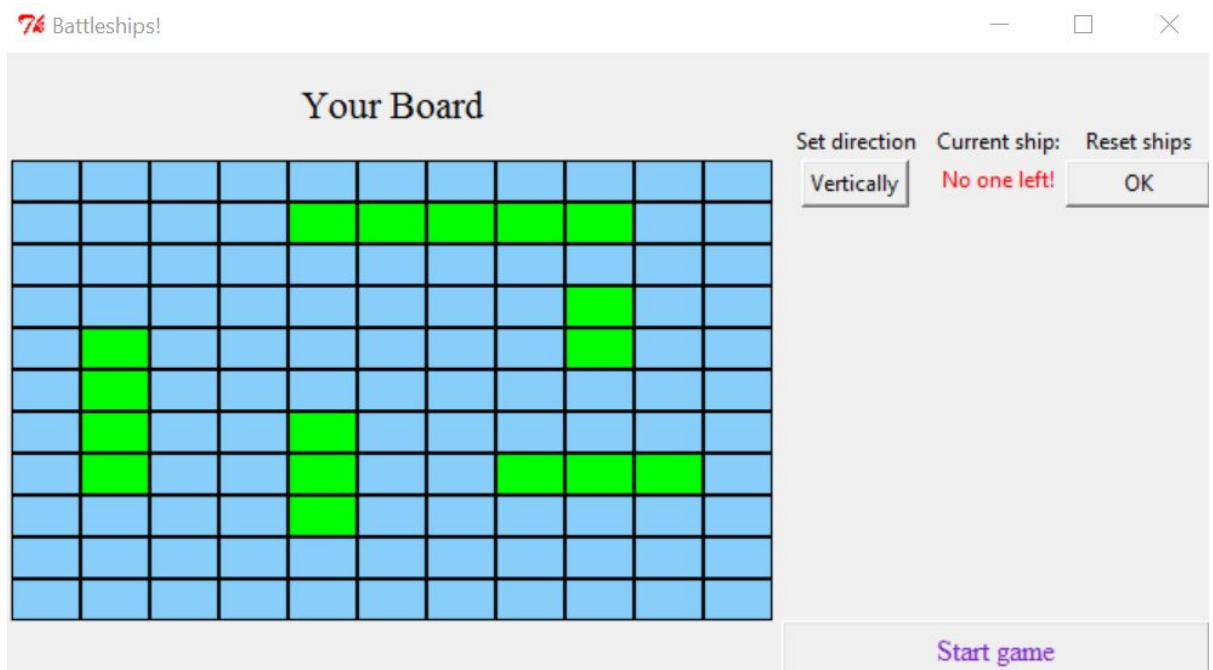 Battleships!
Your Board
Set direction
Current ship:
Reset ships
Vertically
No one left!
OK
Start game